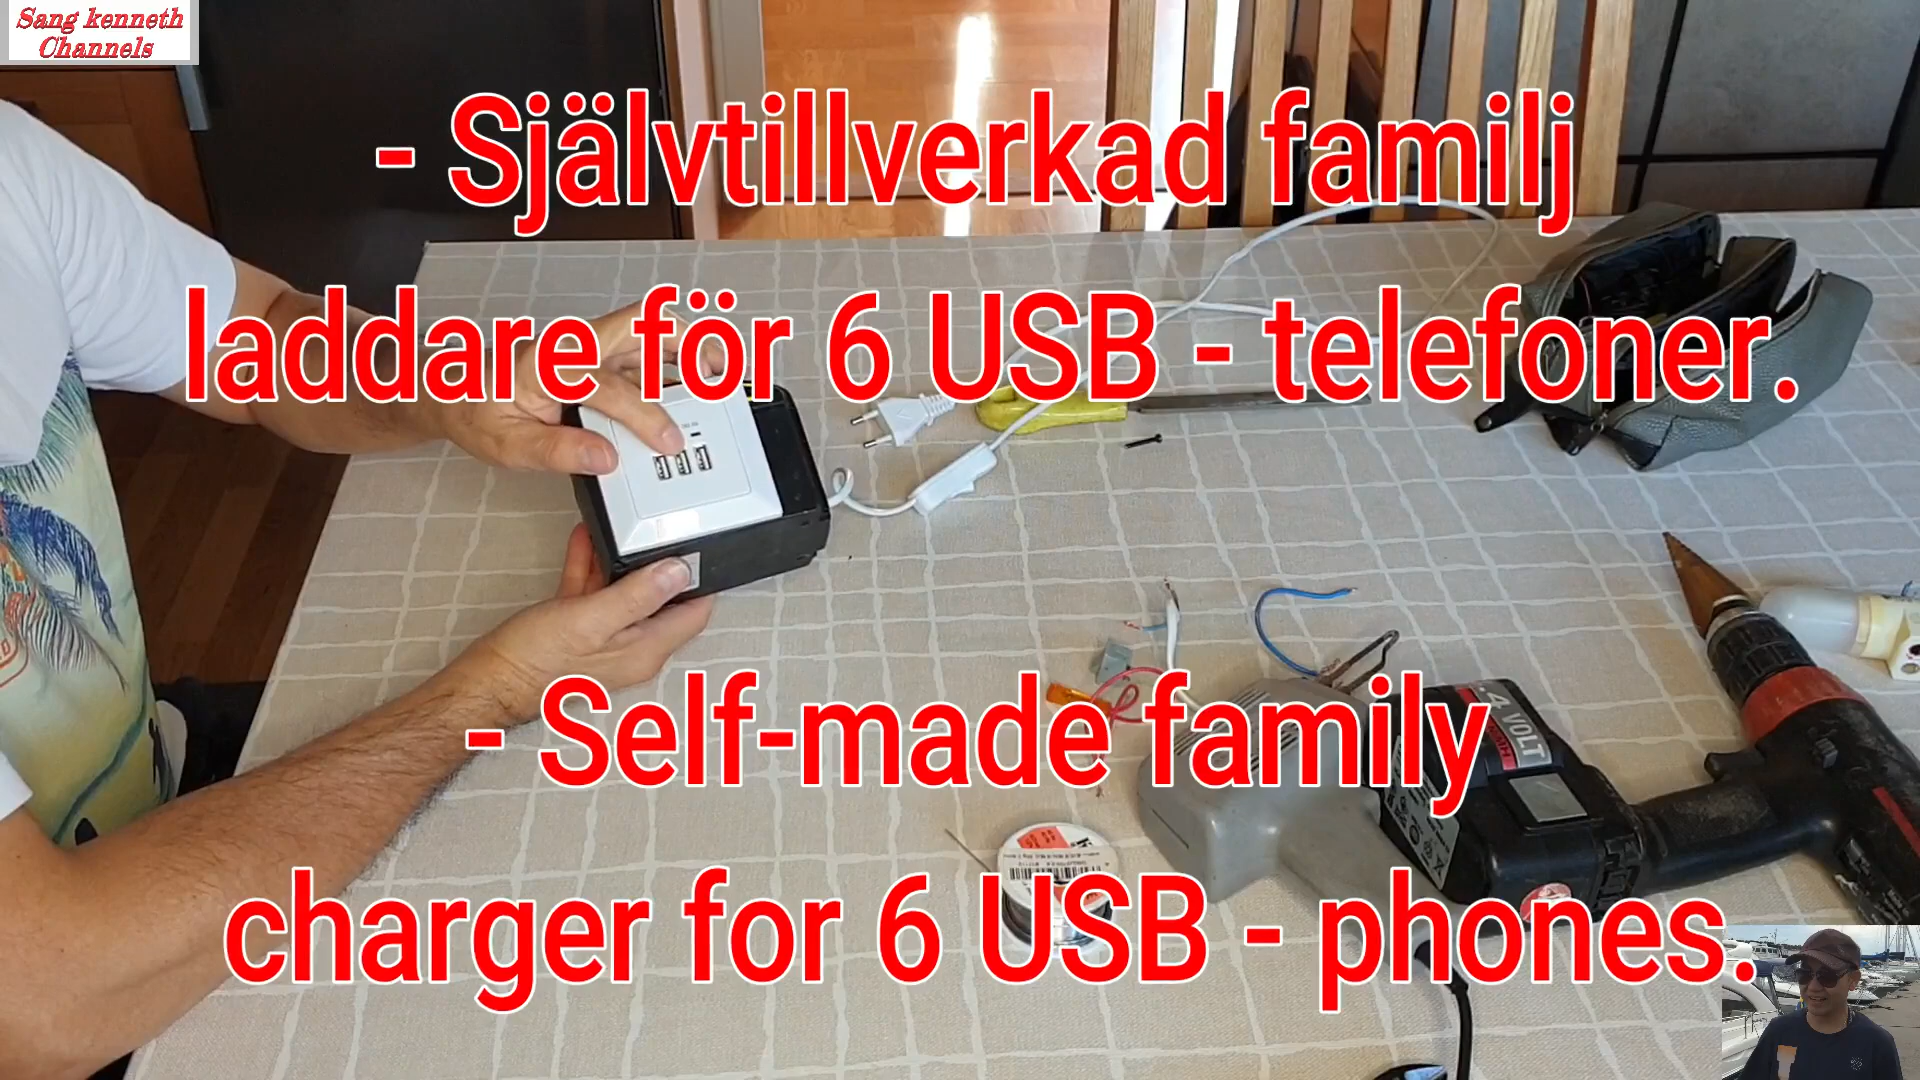 Sang kenneth
Channels
- Självtillverkad familj
laddare för 6 USB - telefoner.
- Self-made family
charger for 6 USB - phones.
VOLT